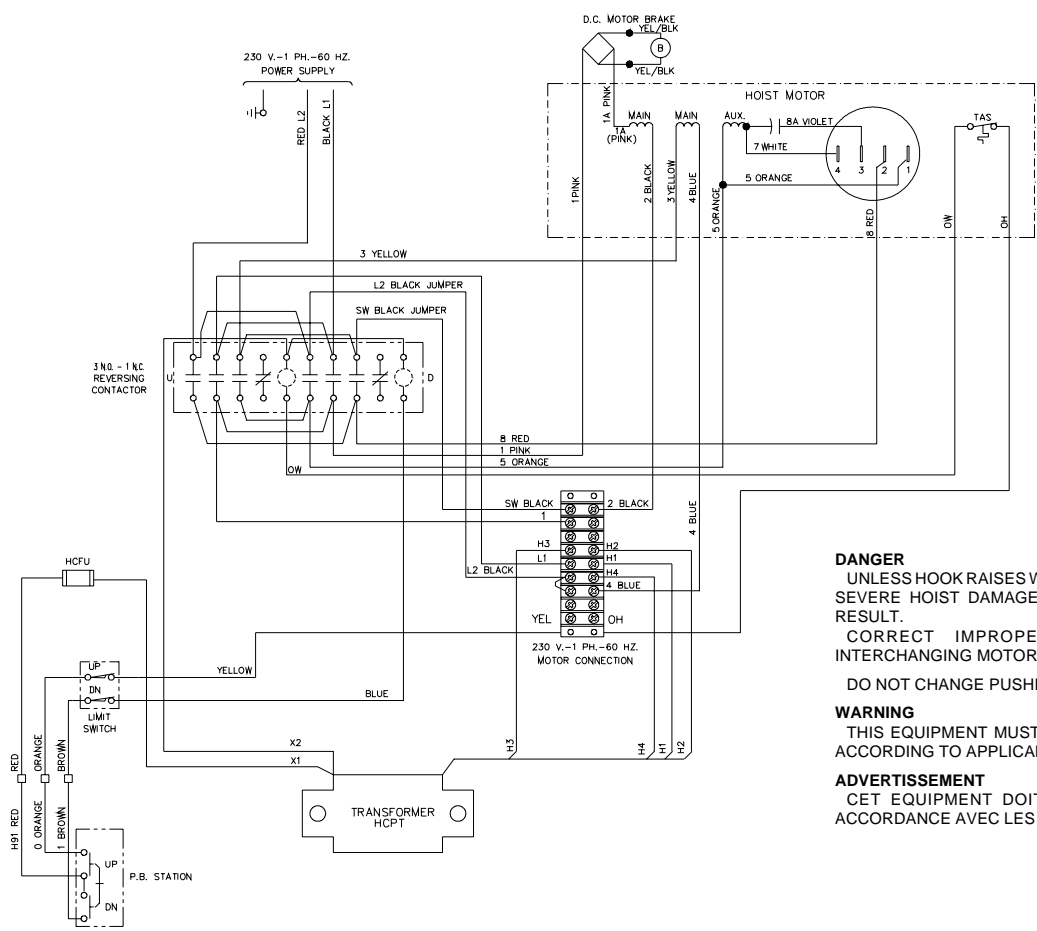 D.C. MOTOR BRAKE
YEL/BLK
B
YEL/BLK
230 V.-1 PH.-60 HZ.
POWER SUPPLY
RED L2
BLACK L1
HOIST MOTOR
1A PINK
1A
(PINK)
MAIN
MAIN
AUX.
8A VIOLET
7 WHITE
4
3
2
1
5 ORANGE
TAS
1 PINK
2 BLACK
3 YELLOW
4 BLUE
5 ORANGE
8 RED
OW
OH
3 YELLOW
L2 BLACK JUMPER
SW BLACK JUMPER
3 N.O. - 1 N.C.
REVERSING
CONTACTOR
U
D
8 RED
1 PINK
5 ORANGE
OW
SW BLACK
2 BLACK
1
4 BLUE
H3
H2
L1
H1
L2 BLACK
H4
4 BLUE
YEL
OH
230 V.-1 PH.-60 HZ.
MOTOR CONNECTION
HCFU
UP
DN
LIMIT
SWITCH
YELLOW
BLUE
X2
X1
H3
H4
H1
H2
TRANSFORMER
HCPT
RED
ORANGE
BROWN
H91 RED
0 ORANGE
1 BROWN
UP
DN
P.B. STATION
DANGER
UNLESS HOOK RAISES W
SEVERE HOIST DAMAGE
RESULT.
CORRECT IMPROPE
INTERCHANGING MOTOR
DO NOT CHANGE PUSH
WARNING
THIS EQUIPMENT MUST
ACCORDING TO APPLICA
ADVERTISSEMENT
CET EQUIPMENT DOIT
ACCORDANCE AVEC LES